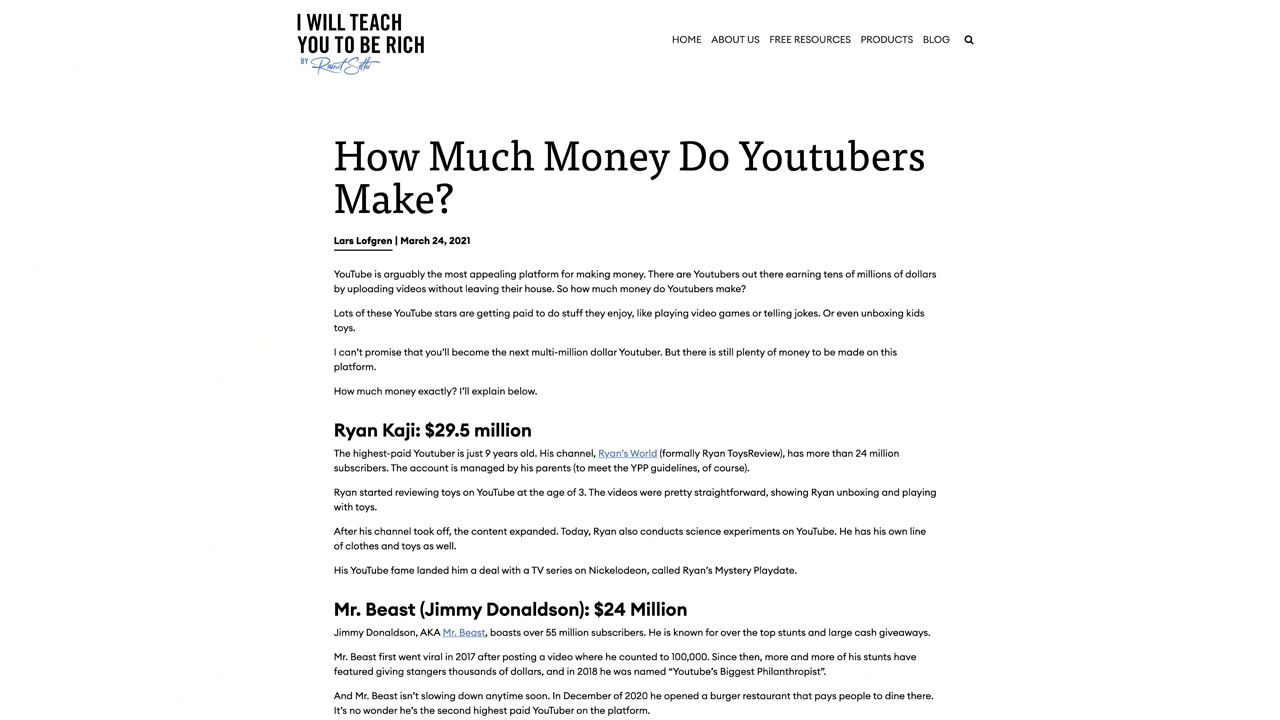 I WILL TEACH
YOU TO BE RICH
BY Ramit Sethi
HOME ABOUT US FREE RESOURCES PRODUCTS BLOG
How Much Money Do Youtubers
Make?
Lars Lofgren | March 24, 2021
YouTube is arguably the most appealing platform for making money. There are Youtubers out there earning tens of millions of dollars
by uploading videos without leaving their house. So how much money do Youtubers make?
Lots of these YouTube stars are getting paid to do stuff they enjoy, like playing video games or telling jokes. Or even unboxing kids
toys.
I can't promise that you'll become the next multi-million dollar Youtuber. But there is still plenty of money to be made on this
platform.
How much money exactly? I'll explain below.
Ryan Kaji: $29.5 million
The highest-paid Youtuber is just 9 years old. His channel, Ryan's World (formally Ryan ToysReview), has more than 24 million
subscribers. The account is managed by his parents (to meet the YPP guidelines, of course).
Ryan started reviewing toys on YouTube at the age of 3. The videos were pretty straightforward, showing Ryan unboxing and playing
with toys.
After his channel took off, the content expanded. Today, Ryan also conducts science experiments on YouTube. He has his own line
of clothes and toys as well.
His YouTube fame landed him a deal with a TV series on Nickelodeon, called Ryan's Mystery Playdate.
Mr. Beast (Jimmy Donaldson): $24 Million
Jimmy Donaldson, AKA Mr. Beast, boasts over 55 million subscribers. He is known for over the top stunts and large cash giveaways.
Mr. Beast first went viral in 2017 after posting a video where he counted to 100,000. Since then, more and more of his stunts have
featured giving stangers thousands of dollars, and in 2018 he was named “Youtube's Biggest Philanthropist”.
And Mr. Beast isn't slowing down anytime soon. In December of 2020 he opened a burger restaurant that pays people to dine there.
It's no wonder he's the second highest paid YouTuber on the platform.